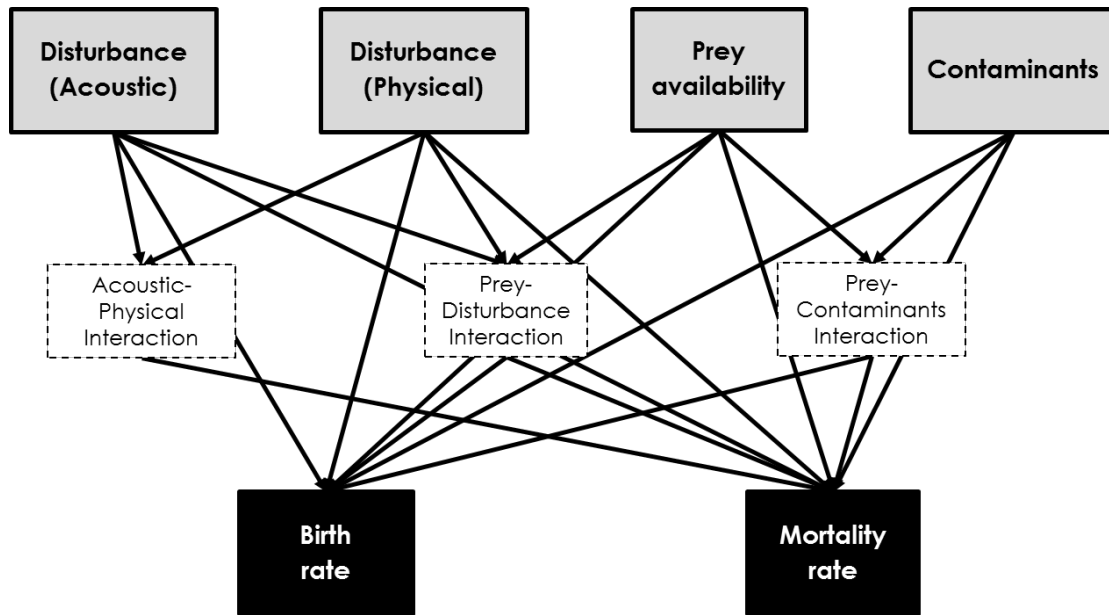 Disturbance
(Acoustic)
Disturbance
(Physical)
Prey
availability
Contaminants
Acoustic-
Physical
Interaction
Prey-
Disturbance
Interaction
Prey-
Contaminants
Interaction
Birth
rate
Mortality
rate